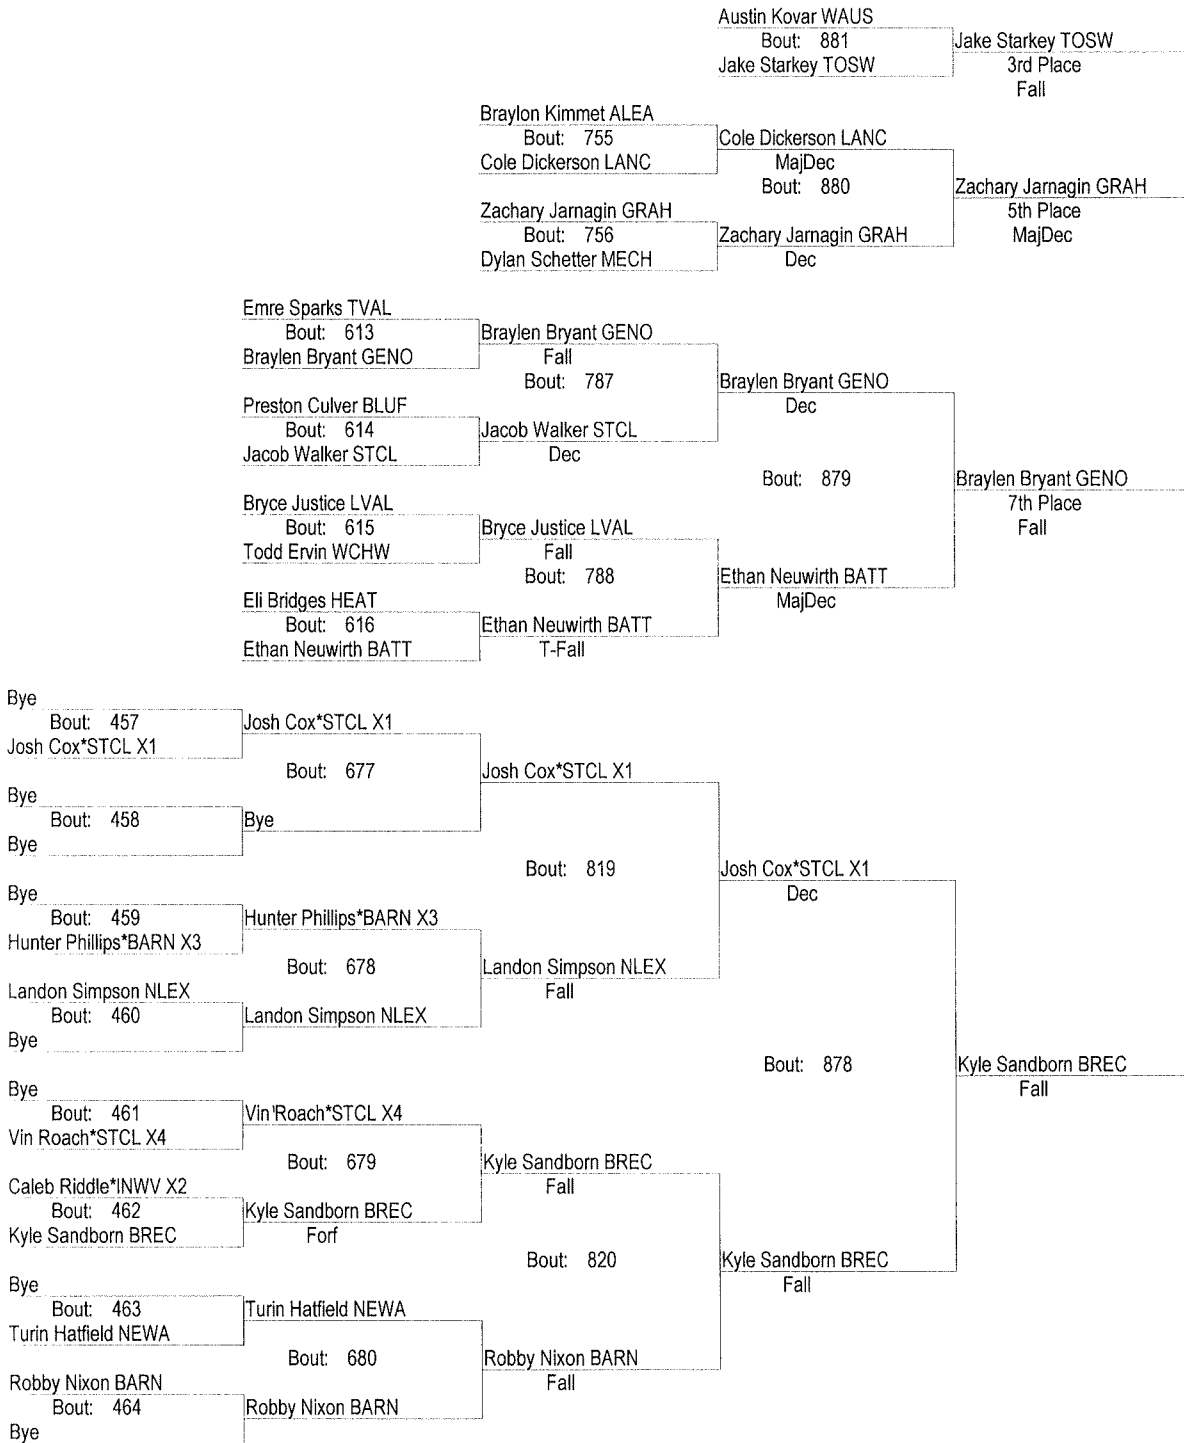 Austin Kovar WAUS
Bout: 881
Jake Starkey TOSW
Jake Starkey TOSW
3rd Place
Fall
Braylon Kimmet ALEA
Bout: 755
Cole Dickerson LANC
Cole Dickerson LANC
MajDec
Bout: 880
Zachary Jarnagin GRAH
5th Place
MajDec
Zachary Jarnagin GRAH
Bout: 756
Dylan Schetter MECH
Zachary Jarnagin GRAH
Dec
Emre Sparks TVAL
Bout: 613
Braylen Bryant GENO
Braylen Bryant GENO
Fall
Bout: 787
Braylen Bryant GENO
Dec
Preston Culver BLUF
Bout: 614
Jacob Walker STCL
Jacob Walker STCL
Dec
Bout: 879
Braylen Bryant GENO
7th Place
Fall
Bryce Justice LVAL
Bout: 615
Todd Ervin WCHW
Bryce Justice LVAL
Fall
Bout: 788
Ethan Neuwirth BATT
MajDec
Eli Bridges HEAT
Bout: 616
Ethan Neuwirth BATT
Ethan Neuwirth BATT
T-Fall
Bye
Bout: 457
Josh Cox*STCL X1
Josh Cox*STCL X1
Bout: 677
Josh Cox*STCL X1
Bye
Bout: 458
Bye
Bye
Bout: 819
Josh Cox*STCL X1
Dec
Bye
Bout: 459
Hunter Phillips*BARN X3
Hunter Phillips*BARN X3
Bout: 678
Landon Simpson NLEX
Fall
Landon Simpson NLEX
Bout: 460
Bye
Landon Simpson NLEX
Bout: 878
Kyle Sandborn BREC
Fall
Bye
Bout: 461
Vin Roach*STCL X4
Vin'Roach*STCL X4
Bout: 679
Kyle Sandborn BREC
Fall
Caleb Riddle*INWV X2
Bout: 462
Kyle Sandborn BREC
Kyle Sandborn BREC
Forf
Bout: 820
Kyle Sandborn BREC
Fall
Bye
Bout: 463
Turin Hatfield NEWA
Turin Hatfield NEWA
Bout: 680
Robby Nixon BARN
Fall
Robby Nixon BARN
Bout: 464
Bye
Robby Nixon BARN